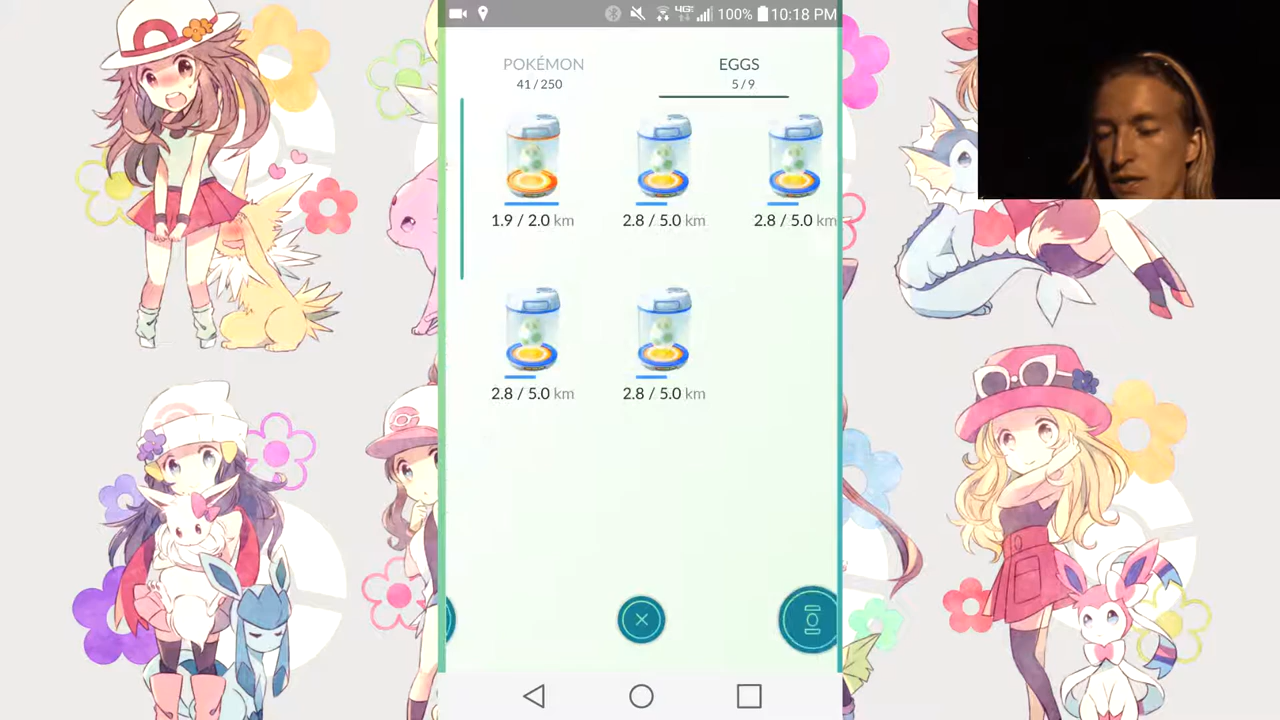 4G 100% 10:18 PM
POKÉMON EGGS
41 / 250 5 / 9
1.9 / 2.0 km 2.8 / 5.0 km 2.8 / 5.0 km
2.8 / 5.0 km 2.8 / 5.0 km